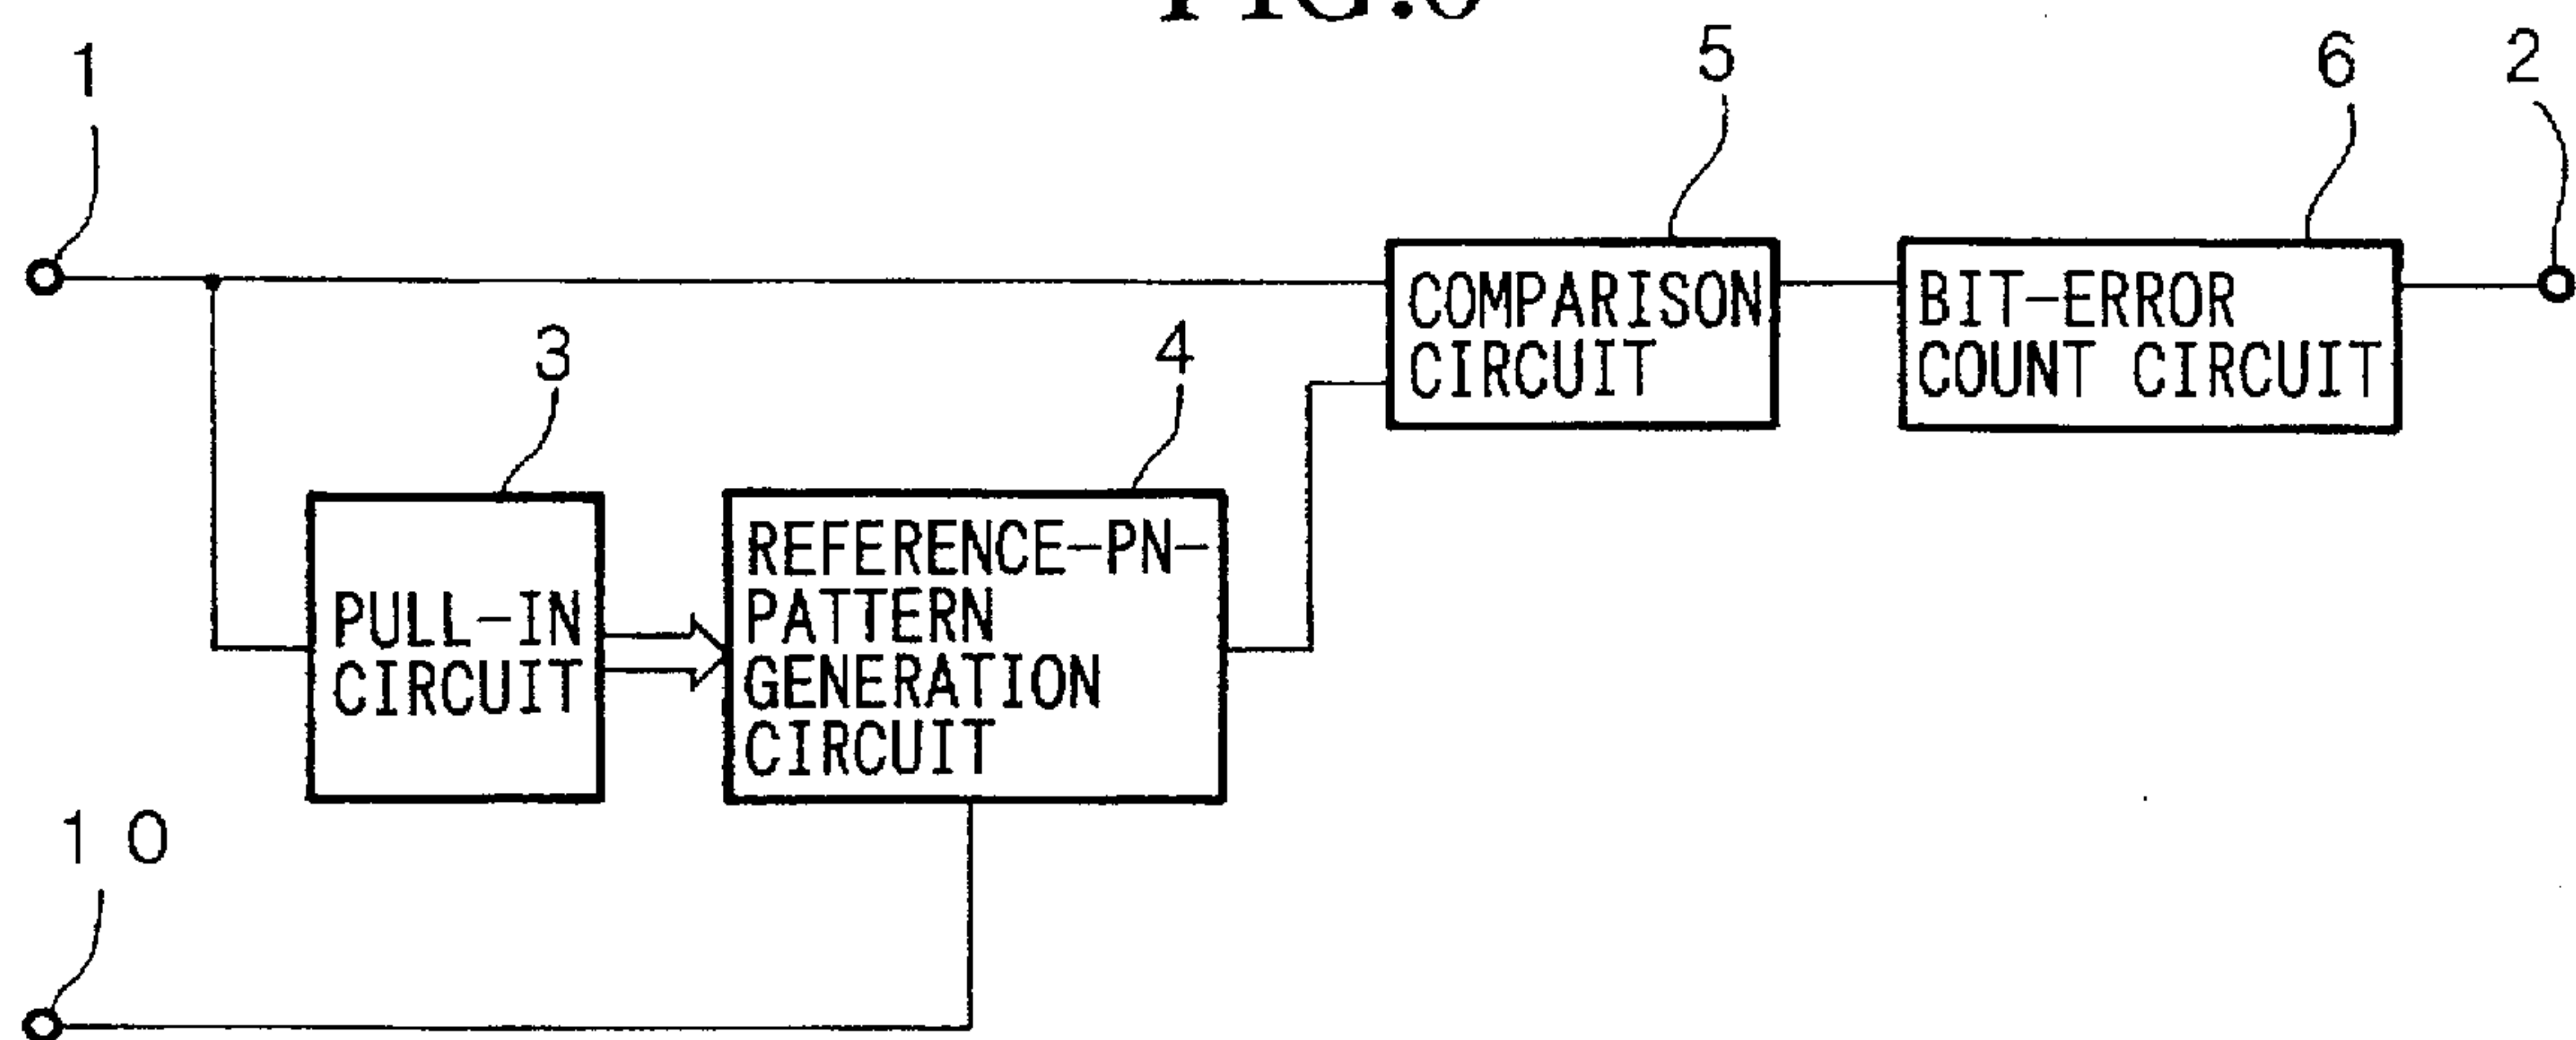 1
5
6
2
COMPARISON
CIRCUIT
BIT-ERROR
COUNT CIRCUIT
3
4
PULL-IN
CIRCUIT
REFERENCE-PN-
PATTERN
GENERATION
CIRCUIT
10